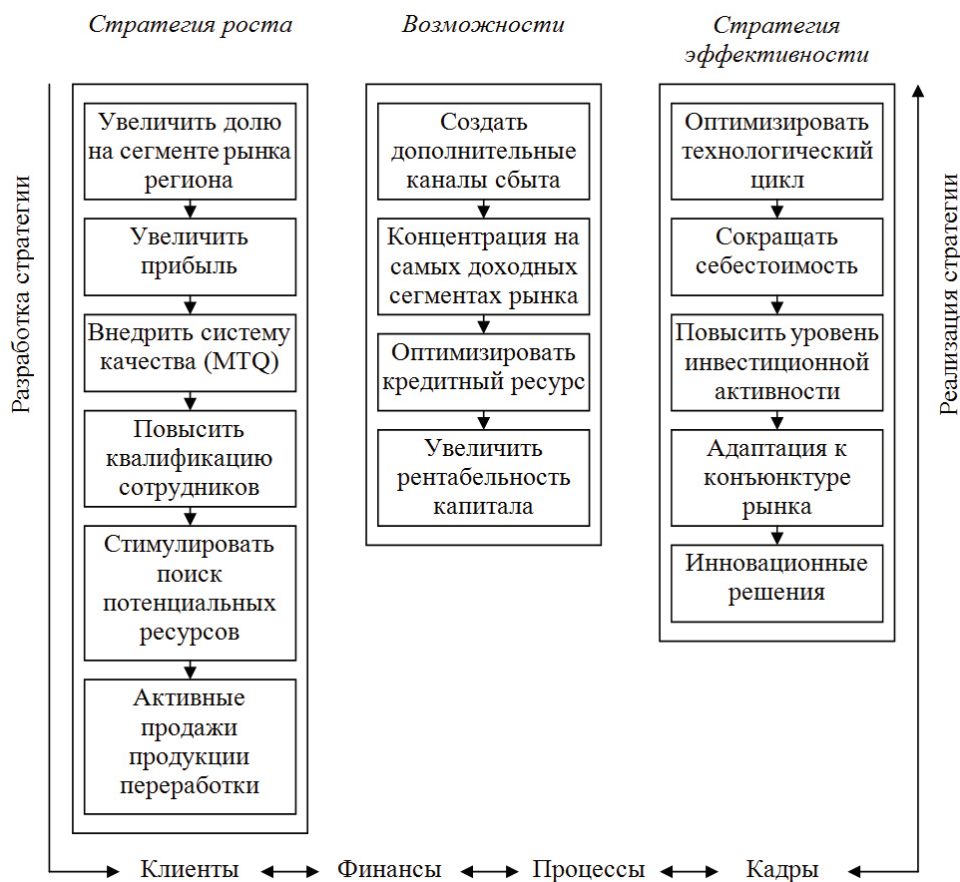 Стратегия роста
Возможности
Стратегия
эффективности
Разработка стратегии
Увеличить долю
на сегменте рынка
региона
Увеличить
прибыль
Внедрить систему
качества (MTQ)
Повысить
квалификацию
сотрудников
Стимулировать
поиск
потенциальных
ресурсов
Активные
продажи
продукции
переработки
Создать
дополнительные
каналы сбыта
Концентрация на
самых доходных
сегментах рынка
Оптимизировать
кредитный ресурс
Увеличить
рентабельность
капитала
Оптимизировать
технологический
цикл
Сокращать
себестоимость
Повысить уровень
инвестиционной
активности
Адаптация к
конъюнктуре
рынка
Инновационные
решения
Реализация стратегии
Клиенты
Финансы
Процессы
Кадры